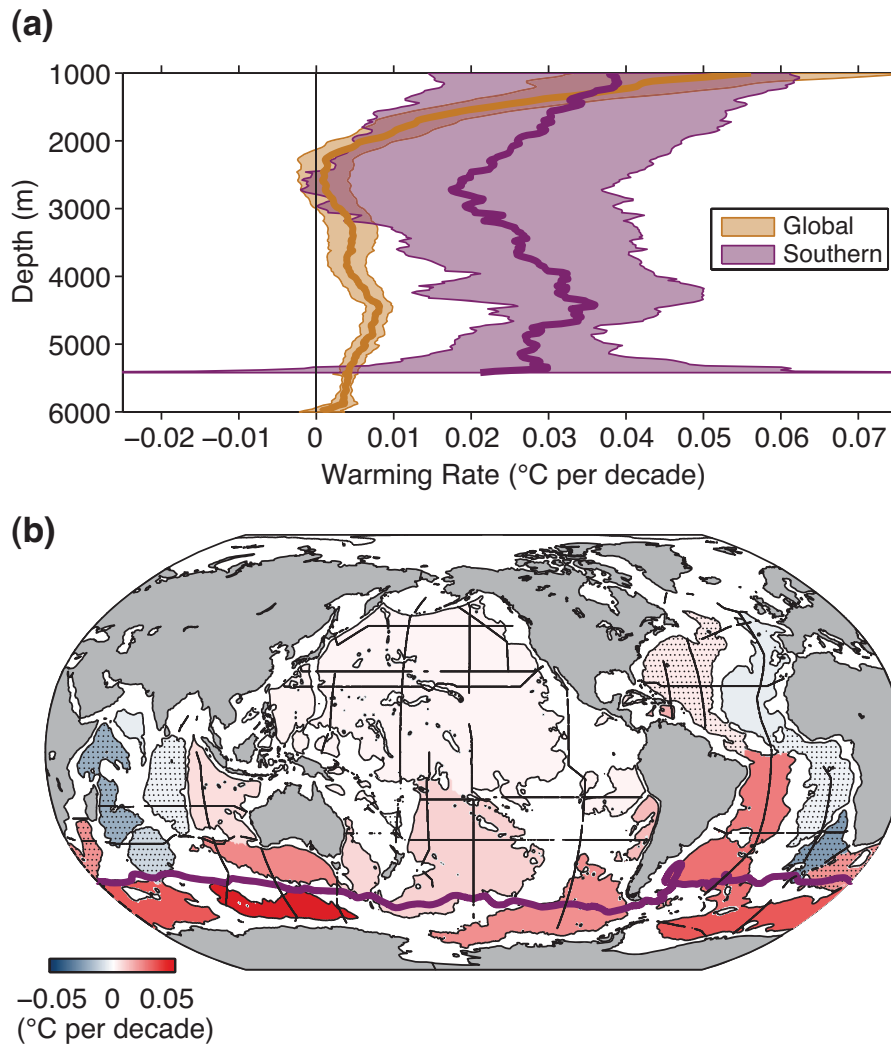 (a)
1000
2000
3000
4000
5000
6000
Depth (m)
Global
Southern
−0.02 −0.01 0 0.01 0.02 0.03 0.04 0.05 0.06 0.07
Warming Rate (°C per decade)
(b)
−0.05 0 0.05
(°C per decade)